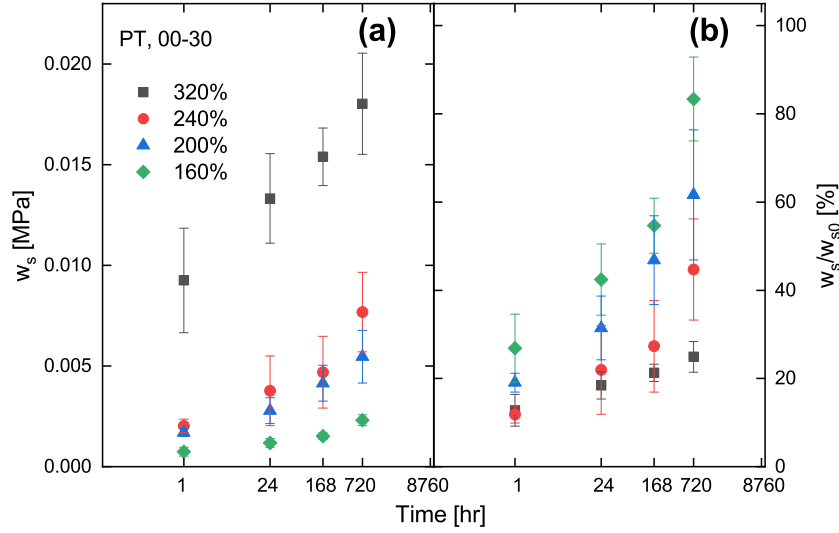 PT, 00-30
(a)
(b)
320%
240%
200%
160%
0.020
0.015
0.010
0.005
0.000
w_s [MPa]
100
80
60
40
20
0
w_s/w_s0 [%]
1 24 168 720 8760
1 24 168 720 8760
Time [hr]